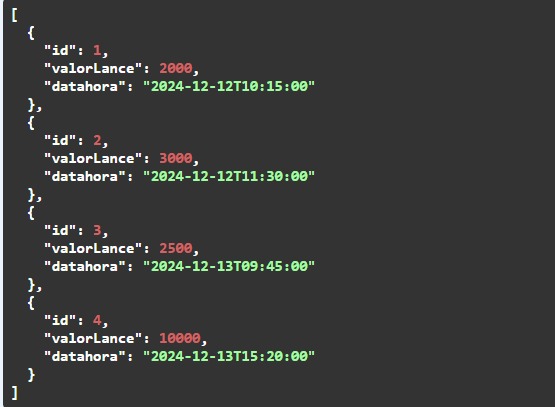 [
  {
    "id": 1,
    "valorLance": 2000,
    "datahora": "2024-12-12T10:15:00"
  },
  {
    "id": 2,
    "valorLance": 3000,
    "datahora": "2024-12-12T11:30:00"
  },
  {
    "id": 3,
    "valorLance": 2500,
    "datahora": "2024-12-13T09:45:00"
  },
  {
    "id": 4,
    "valorLance": 10000,
    "datahora": "2024-12-13T15:20:00"
  }
]